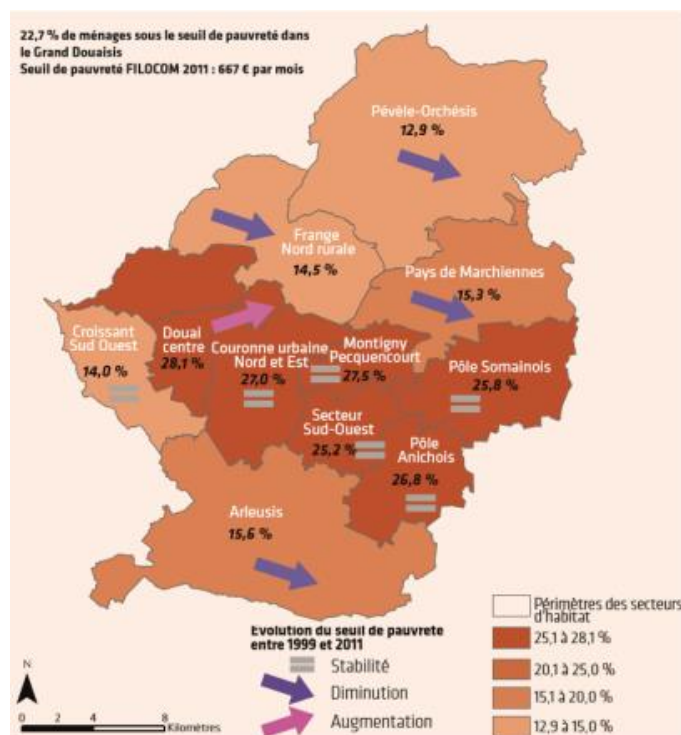 22,7 % de ménages sous le seuil de pauvreté dans
le Grand Douaisis
Seuil de pauvreté FILOCOM 2011 : 667 € par mois
Pévèle-Orchésis
12,9 %
Frange
Nord rurale
14,5 %
Pays de Marchiennes
15,3 %
Croissant
Sud Ouest
14,0 %
Douai
centre
28,1 %
Couronne urbaine
Nord et Est
27,0 %
Montigny
Pecquencourt
27,5 %
Pôle Somainois
25,8 %
Secteur
Sud-Ouest
25,2 %
Pôle
Anichois
26,8 %
Arleusis
15,6 %
Evolution du seuil de pauvreté
entre 1999 et 2011
Stabilité
Diminution
Augmentation
Périmètres des secteurs
d'habitat
25,1 à 28,1 %
20,1 à 25,0 %
15,1 à 20,0 %
12,9 à 15,0 %
N
0 2 4 8
Kilomètres